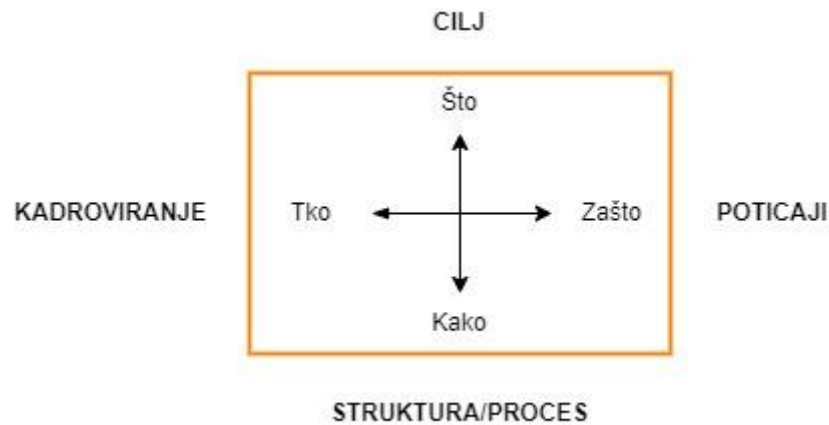 CILJ
Što
KADROVIRANJE Tko Zašto POTICAJI
Kako
STRUKTURA/PROCES